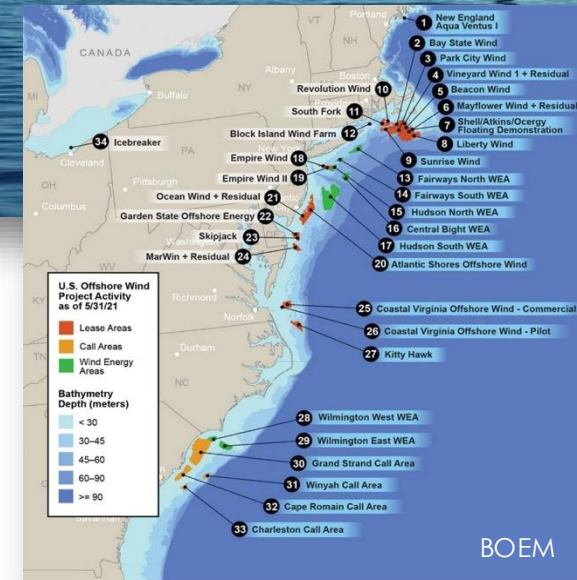 Portland
1 New England
Aqua Ventus I
2 Bay State Wind
3 Park City Wind
4 Vineyard Wind 1 + Residual
5 Beacon Wind
6 Mayflower Wind + Residual
7 Shell/Atkins/Ocergy
Floating Demonstration
8 Liberty Wind
9 Sunrise Wind
Revolution Wind 10
South Fork 11
Block Island Wind Farm 12
13 Fairways North WEA
14 Fairways South WEA
15 Hudson North WEA
16 Central Bight WEA
17 Hudson South WEA
Empire Wind 18
Empire Wind II 19
20 Atlantic Shores Offshore Wind
Ocean Wind + Residual 21
Garden State Offshore Energy 22
Skipjack 23
MarWin + Residual 24
25 Coastal Virginia Offshore Wind - Commercial
26 Coastal Virginia Offshore Wind - Pilot
27 Kitty Hawk
28 Wilmington West WEA
29 Wilmington East WEA
30 Grand Strand Call Area
31 Winyah Call Area
32 Cape Romain Call Area
33 Charleston Call Area
34 Icebreaker
CANADA
VT
NH
NY
MI
OH
PA
KY
VA
NC
Albany
Boston
Buffalo
Cleveland
Pittsburgh
Columbus
Richmond
Norfolk
Durham
U.S. Offshore Wind
Project Activity
as of 5/31/21
Lease Areas
Call Areas
Wind Energy
Areas
Bathymetry
Depth (meters)
< 30
30–45
45–60
60–90
>= 90
BOEM